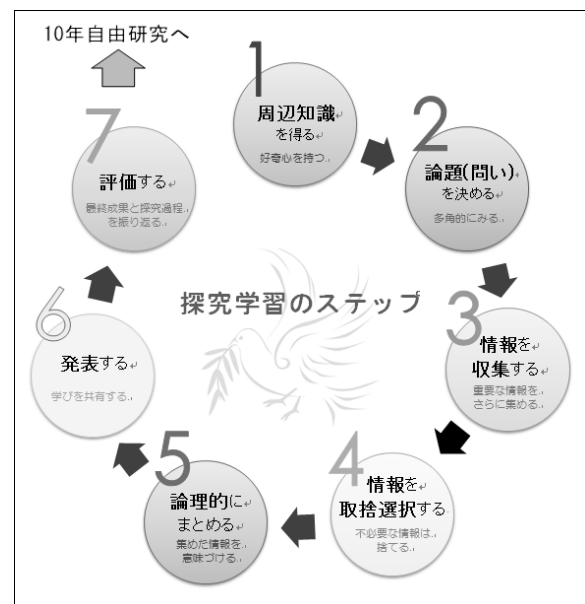 10年自由研究へ
1
周辺知識
を得る
好奇心を持つ。
2
論題(問い)
を決める
多角的にみる。
3
情報を
収集する
重要な情報を、
さらに集める。
4
情報を
取捨選択する
不必要な情報は、
捨てる。
5
論理的に
まとめる
集めた情報を、
意味づける。
6
発表する
学びを共有する。
7
評価する
最終成果と探究過程、
を振り返る。
探究学習のステップ